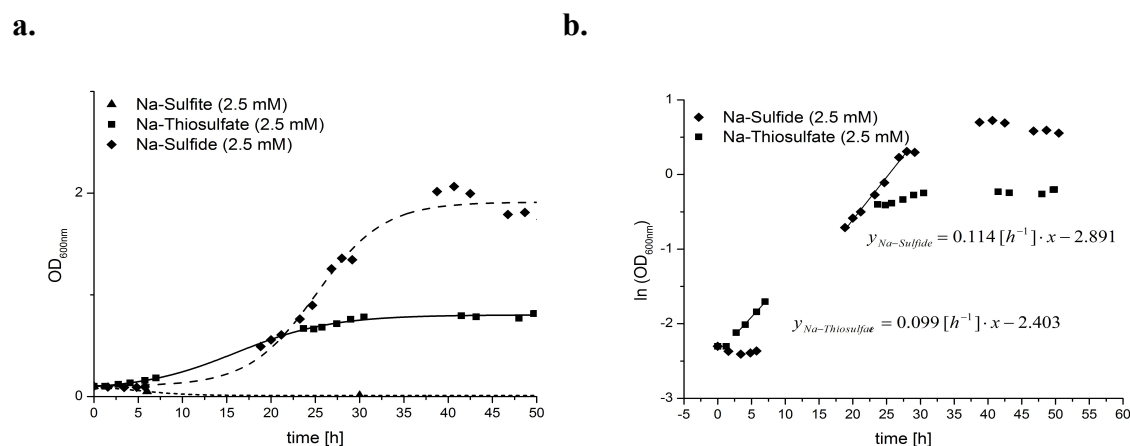 a.
Na-Sulfite (2.5 mM)
Na-Thiosulfate (2.5 mM)
Na-Sulfide (2.5 mM)
2
0
OD600nm
0 5 10 15 20 25 30 35 40 45 50
time [h]
b.
Na-Sulfide (2.5 mM)
Na-Thiosulfate (2.5 mM)
1
0
-1
-2
-3
ln (OD600nm)
yNa-Sulfide = 0.114 [h-1]· x − 2.891
yNa-Thiosulfate = 0.099 [h-1]· x − 2.403
-5 0 5 10 15 20 25 30 35 40 45 50 55 60
time [h]